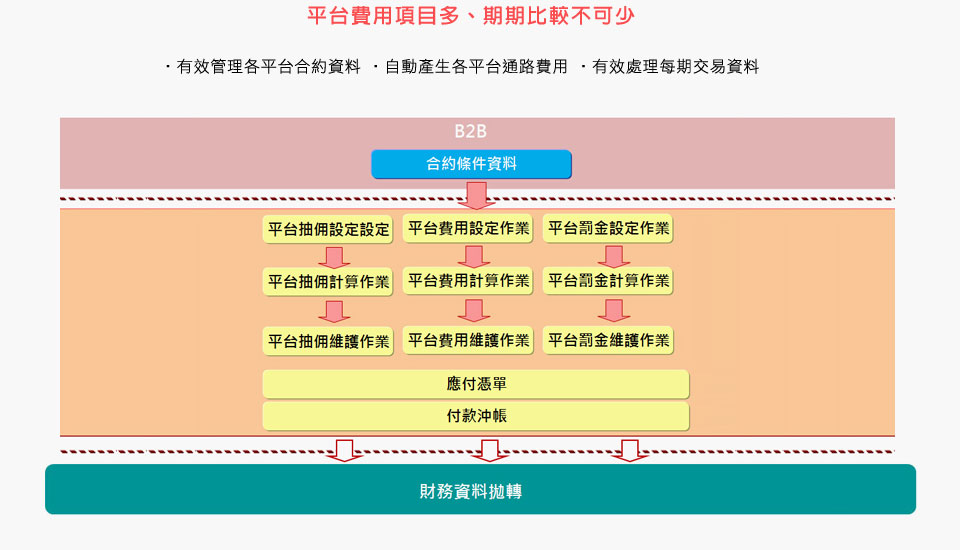 平台費用項目多、期期比較不可少
・有效管理各平台合約資料 ・自動產生各平台通路費用 ・有效處理每期交易資料
B2B
合約條件資料
平台抽佣設定設定 平台費用設定作業 平台罰金設定作業
平台抽佣計算作業 平台費用計算作業 平台罰金計算作業
平台抽佣維護作業 平台費用維護作業 平台罰金維護作業
應付憑單
付款沖帳
財務資料拋轉